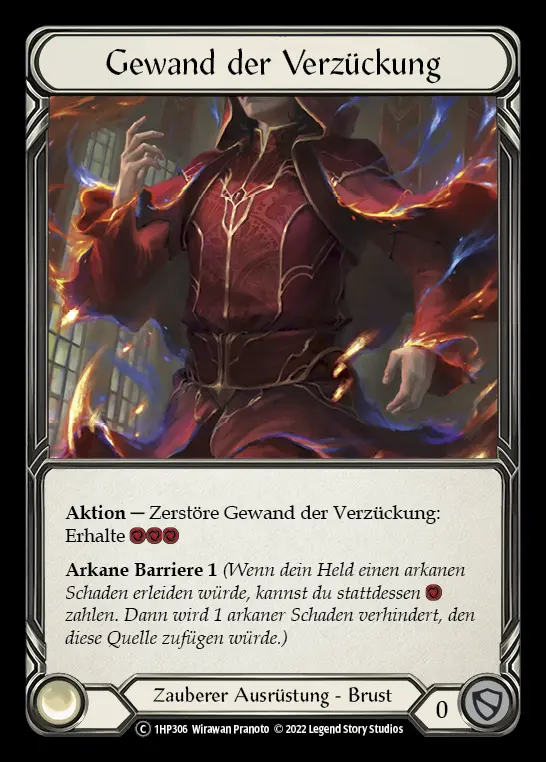 Gewand der Verzückung
Aktion — Zerstöre Gewand der Verzückung:
Erhalte
Arkane Barriere 1 (Wenn dein Held einen arkanen
Schaden erleiden würde, kannst du stattdessen
zahlen. Dann wird 1 arkaner Schaden verhindert, den
diese Quelle zufügen würde.)
Zauberer Ausrüstung - Brust
0
C 1HP306 Wirawan Pranoto © 2022 Legend Story Studios